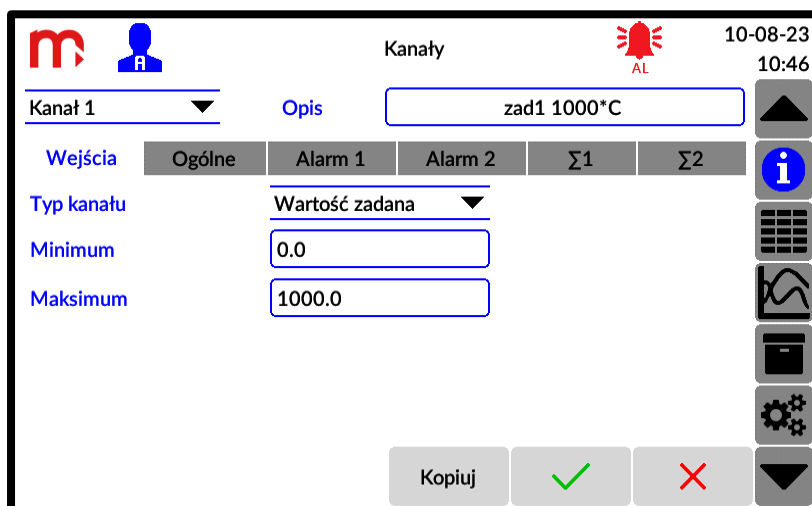 m
A
Kanały
AL
10-08-23
10:46
Kanał 1
Opis
zad1 1000*C
Wejścia
Ogólne
Alarm 1
Alarm 2
∑1
∑2
i
Typ kanału
Wartość zadana
Minimum
0.0
Maksimum
1000.0
Kopiuj